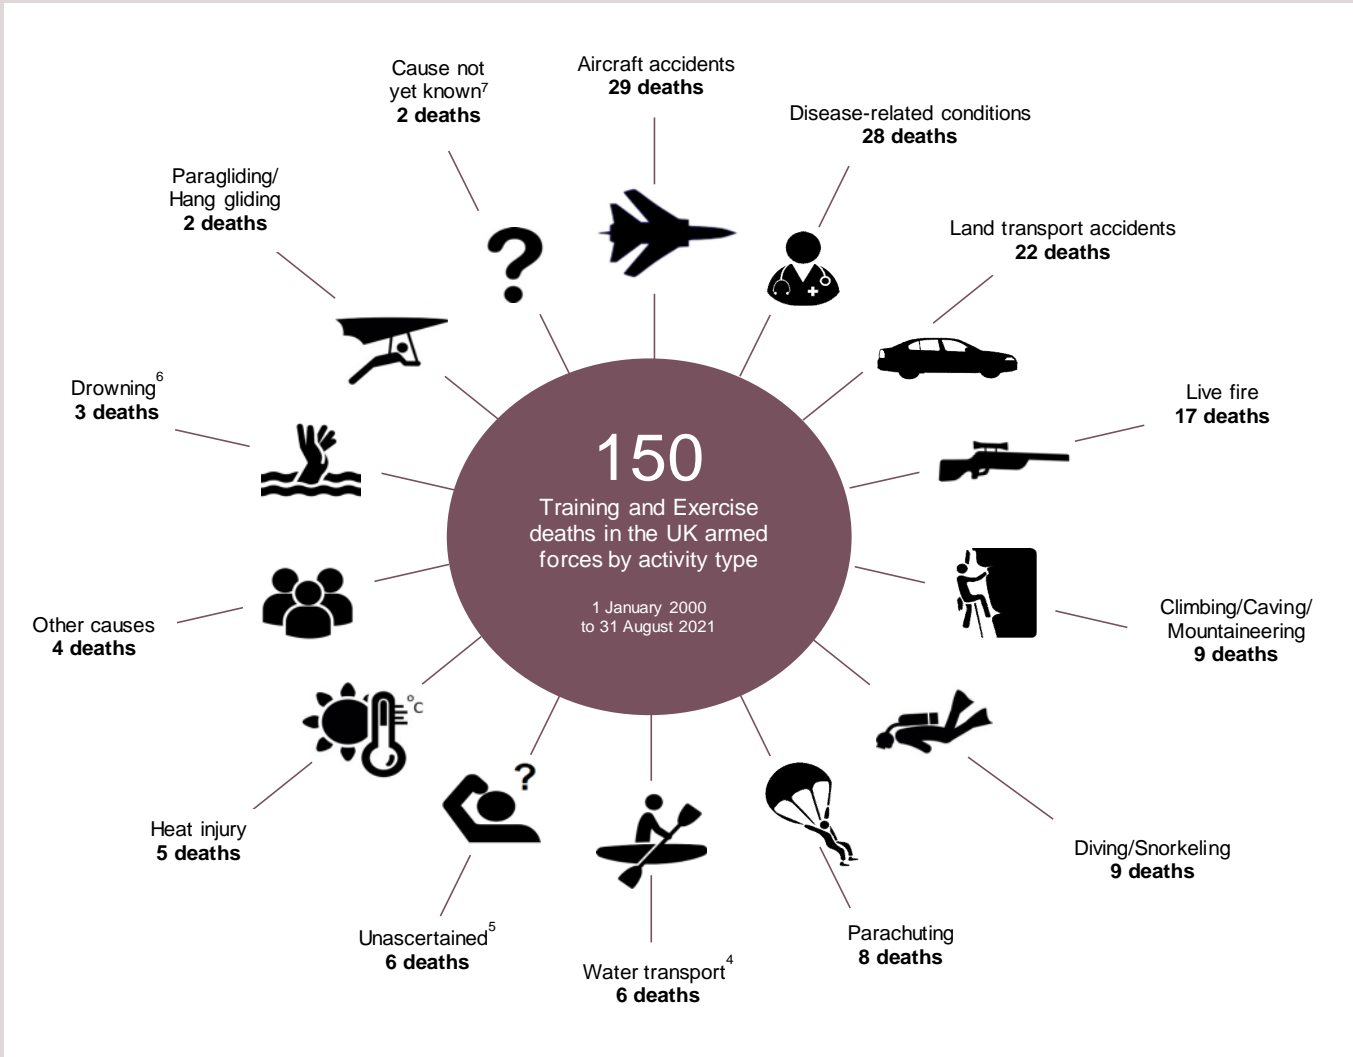 Aircraft accidents
29 deaths
Disease-related conditions
28 deaths
Land transport accidents
22 deaths
Live fire
17 deaths
Climbing/Caving/
Mountaineering
9 deaths
Diving/Snorkeling
9 deaths
Parachuting
8 deaths
Water transport⁴
6 deaths
Unascertained⁵
6 deaths
?
Heat injury
5 deaths
°C
Other causes
4 deaths
Drowning⁶
3 deaths
Paragliding/
Hang gliding
2 deaths
Cause not
yet known⁷
2 deaths
?
150
Training and Exercise
deaths in the UK armed
forces by activity type
1 January 2000
to 31 August 2021